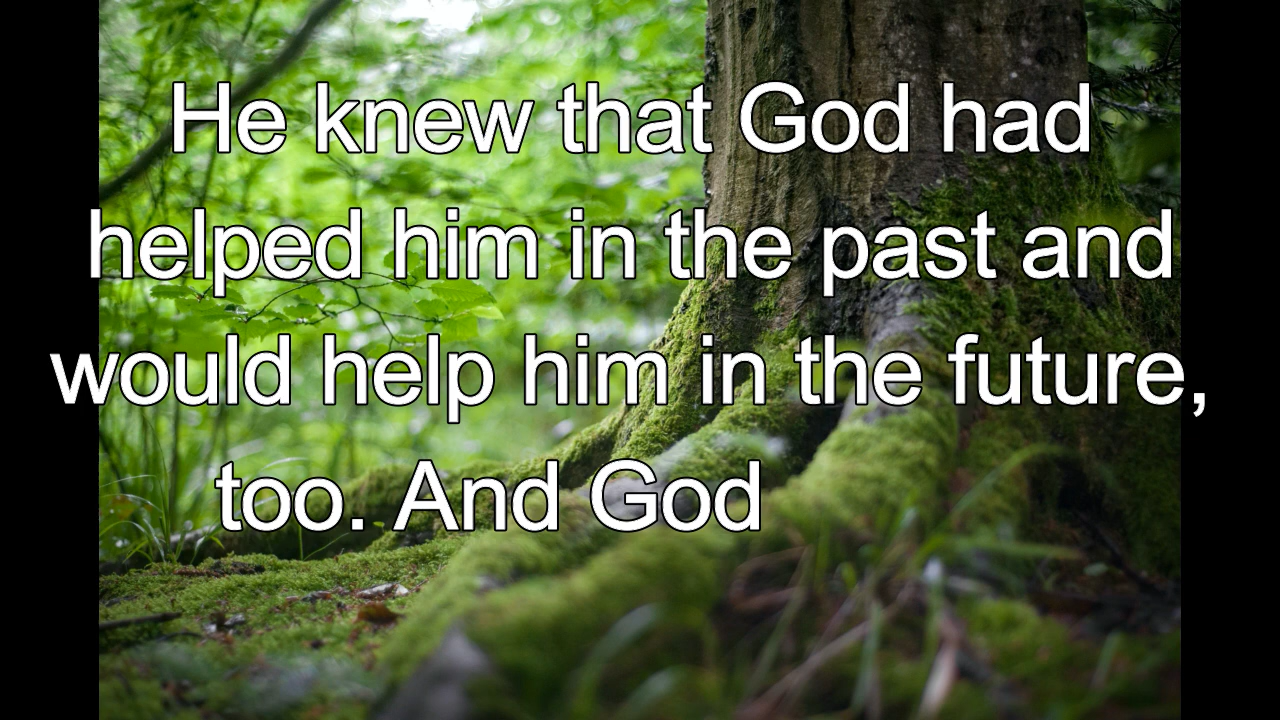 He knew that God had
helped him in the past and
would help him in the future,
too. And God